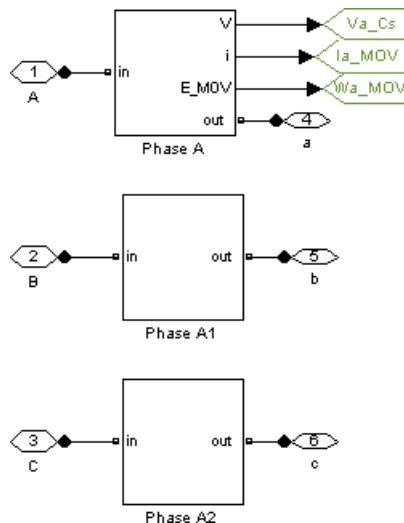 V
Va_Cs
1
in
i
Ia_MOV
A
E_MOV
Wa_MOV
out
4
Phase A
a
2
in
out
5
B
b
Phase A1
3
in
out
6
C
c
Phase A2